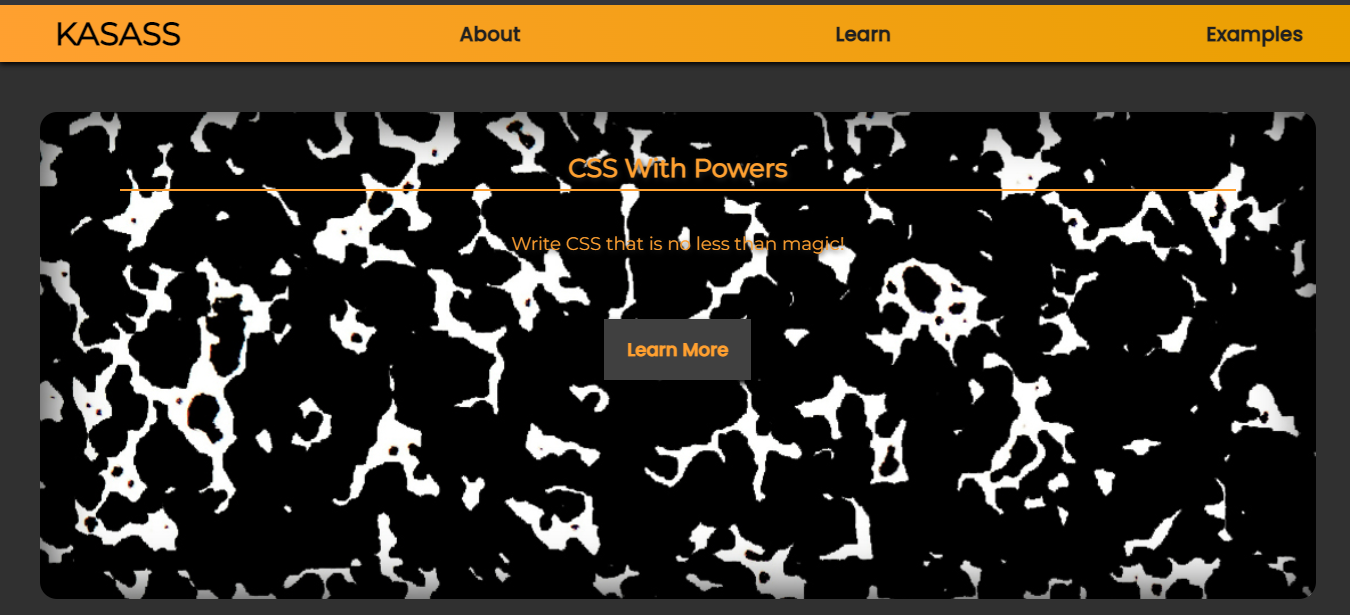 KASASS
About
Learn
Examples
CSS With Powers
Write CSS that is no less than magic!
Learn More